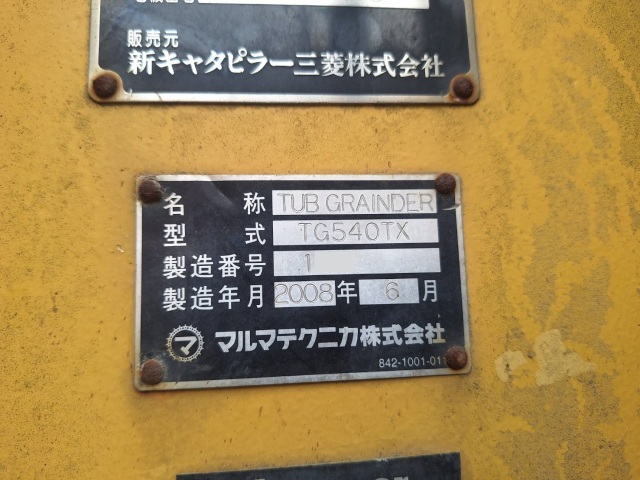 販売元
新キャタピラー三菱株式会社
名 称 TUB GRAINDER
型 式 TG540TX
製造番号 1
製造年月 2008年 6月
マ マルマテクニカ株式会社
842-1001-011